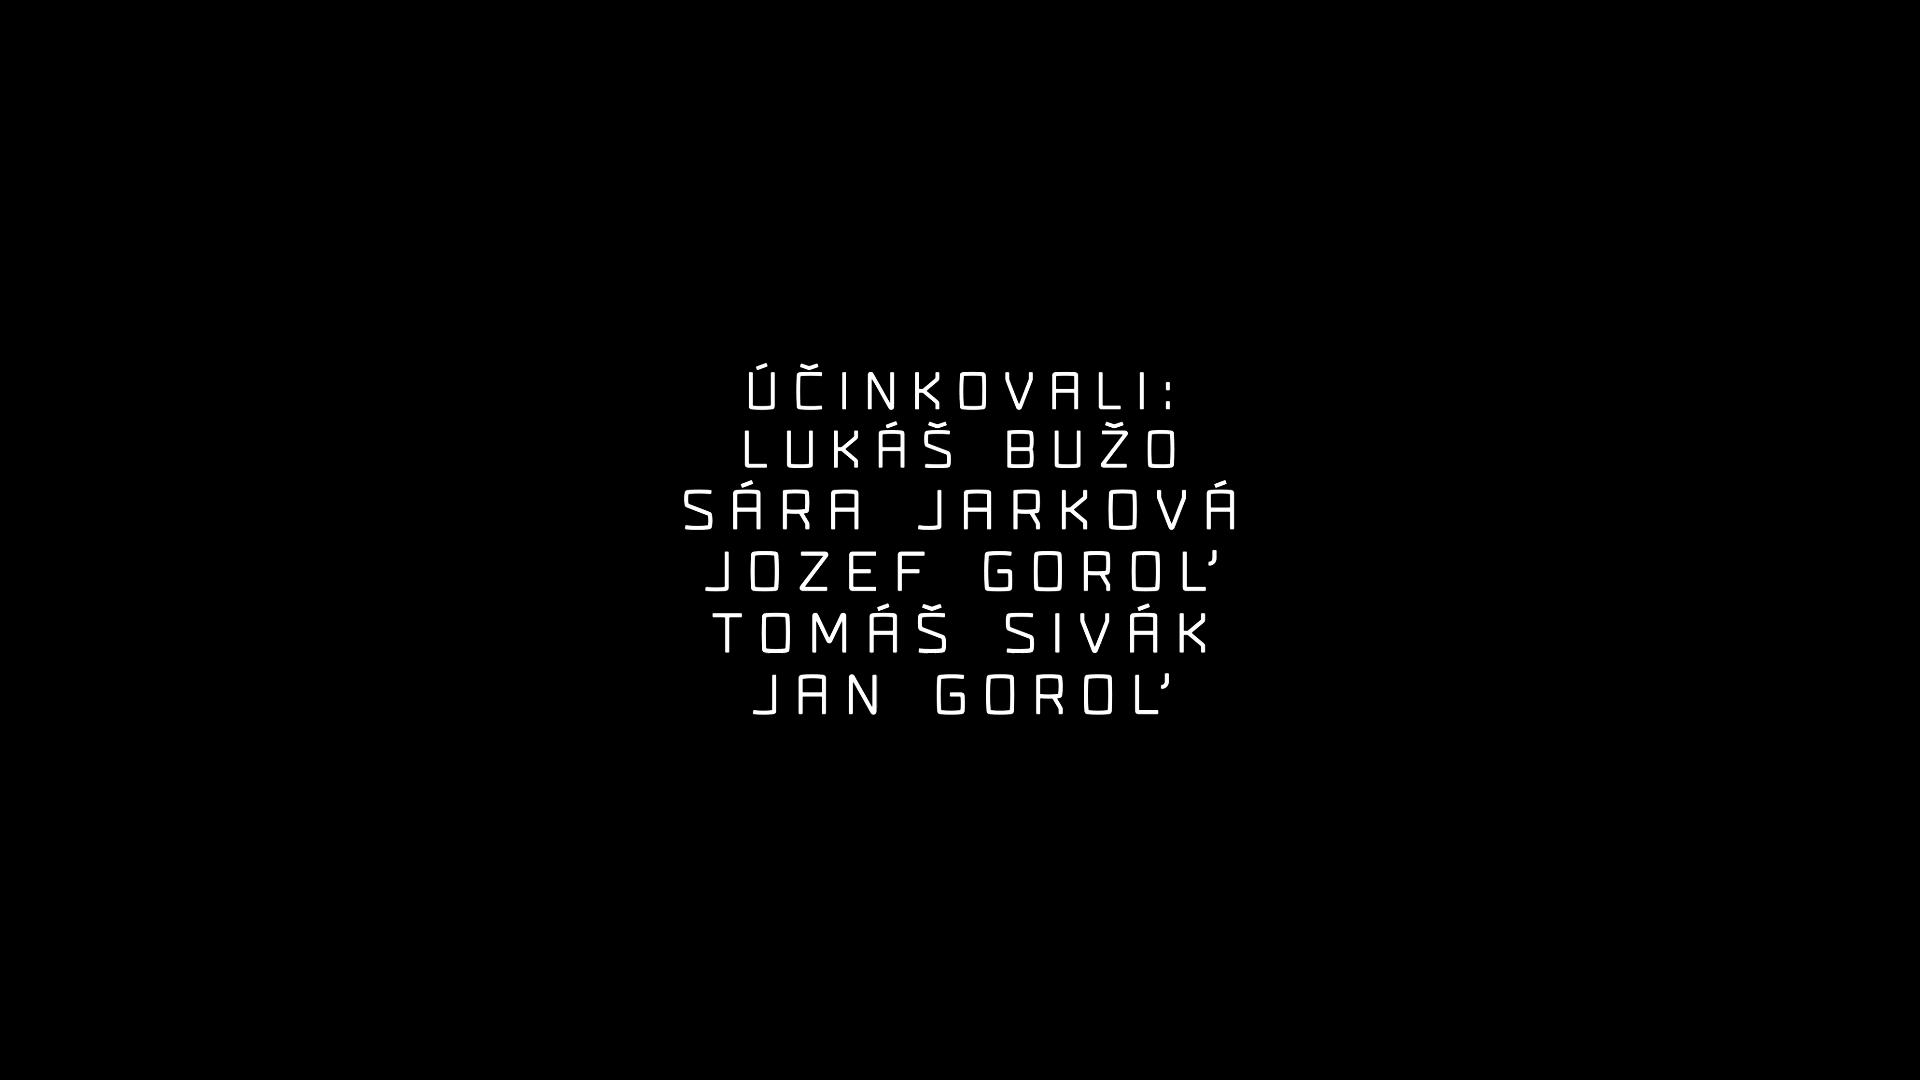 ÚČINKOVALI:
LUKÁŠ BUŽO
SÁRA JARKOVÁ
JOZEF GOROĽ
TOMÁŠ SIVÁK
JAN GOROĽ